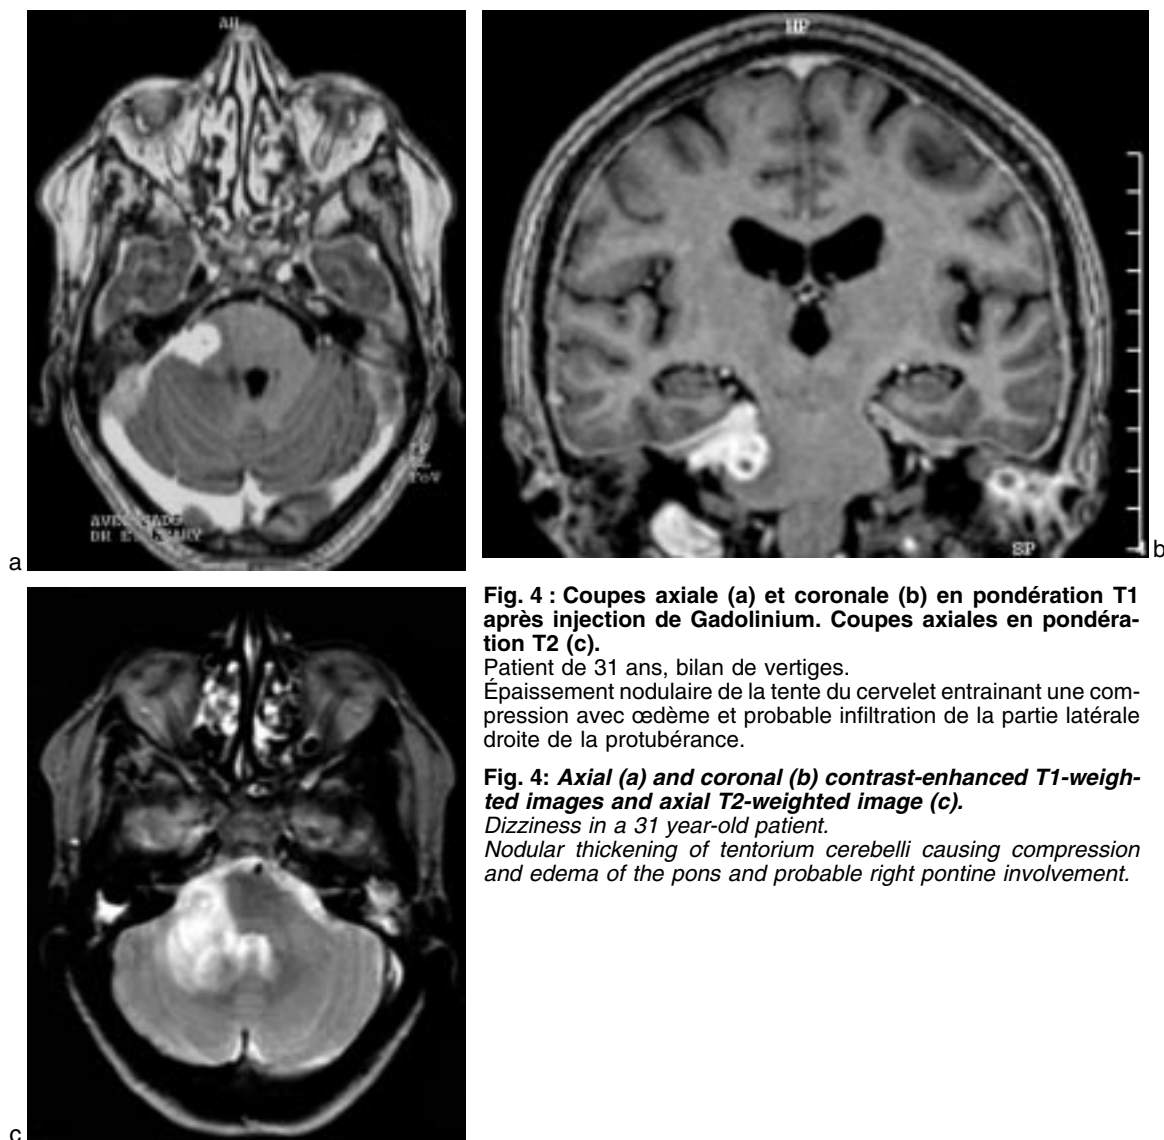 AH
HP
AVEC GADO
SP
a
b
Fig. 4 : Coupes axiale (a) et coronale (b) en pondération T1
après injection de Gadolinium. Coupes axiales en pondéra-
tion T2 (c).
Patient de 31 ans, bilan de vertiges.
Épaissement nodulaire de la tente du cervelet entrainant une com-
pression avec œdème et probable infiltration de la partie latérale
droite de la protubérance.
Fig. 4: Axial (a) and coronal (b) contrast-enhanced T1-weigh-
ted images and axial T2-weighted image (c).
Dizziness in a 31 year-old patient.
Nodular thickening of tentorium cerebelli causing compression
and edema of the pons and probable right pontine involvement.
c